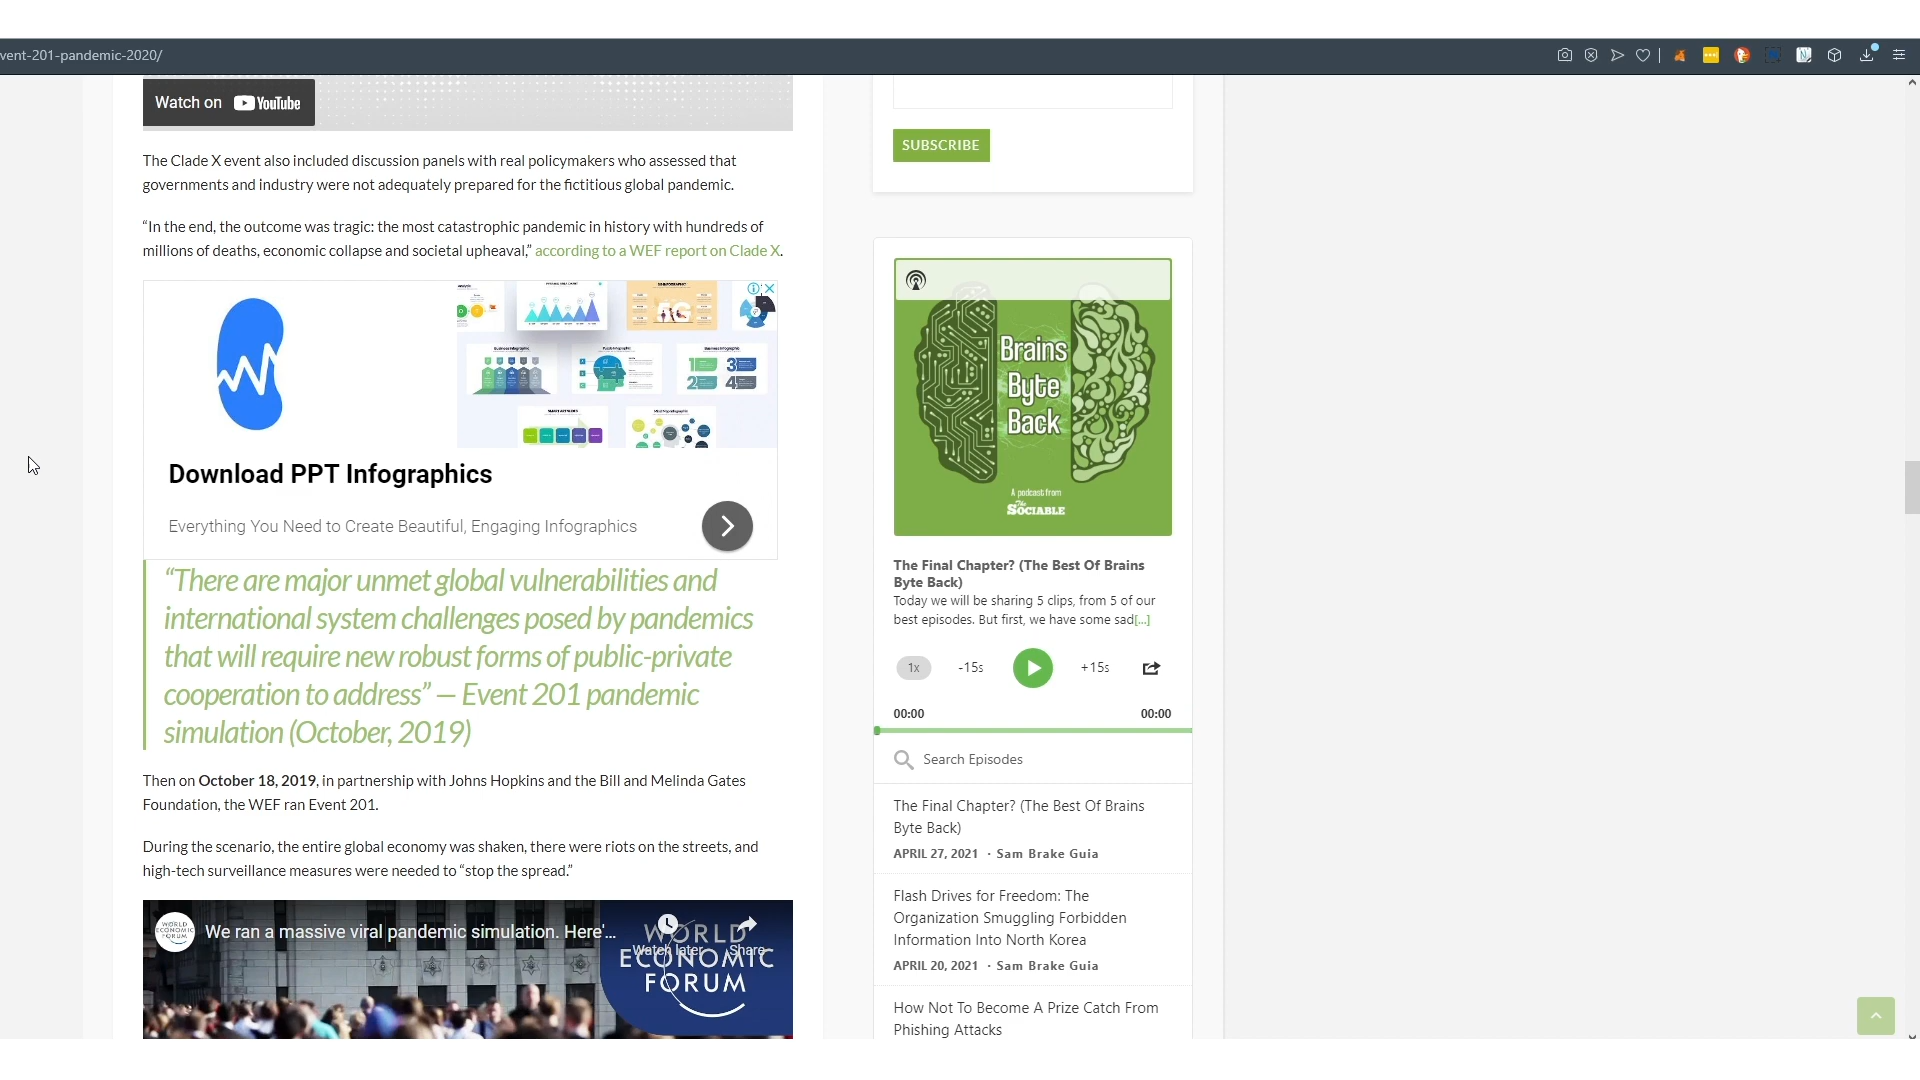 vent-201-pandemic-2020/
Watch on YouTube
The Clade X event also included discussion panels with real policymakers who assessed that
governments and industry were not adequately prepared for the fictitious global pandemic.
“In the end, the outcome was tragic: the most catastrophic pandemic in history with hundreds of
millions of deaths, economic collapse and societal upheaval,” according to a WEF report on Clade X.
Download PPT Infographics
Everything You Need to Create Beautiful, Engaging Infographics
“There are major unmet global vulnerabilities and
international system challenges posed by pandemics
that will require new robust forms of public-private
cooperation to address” — Event 201 pandemic
simulation (October, 2019)
Then on October 18, 2019, in partnership with Johns Hopkins and the Bill and Melinda Gates
Foundation, the WEF ran Event 201.
During the scenario, the entire global economy was shaken, there were riots on the streets, and
high-tech surveillance measures were needed to “stop the spread.”
WORLD
ECONOMIC
FORUM
We ran a massive viral pandemic simulation. Here'...
Watch later
Share
WORLD
ECONOMIC
FORUM
SUBSCRIBE
Brains
Byte
Back
A podcast from
The
SOCIABLE
The Final Chapter? (The Best Of Brains
Byte Back)
Today we will be sharing 5 clips, from 5 of our
best episodes. But first, we have some sad[...]
1x
-15s
+15s
00:00
00:00
Search Episodes
The Final Chapter? (The Best Of Brains
Byte Back)
APRIL 27, 2021 · Sam Brake Guia
Flash Drives for Freedom: The
Organization Smuggling Forbidden
Information Into North Korea
APRIL 20, 2021 · Sam Brake Guia
How Not To Become A Prize Catch From
Phishing Attacks